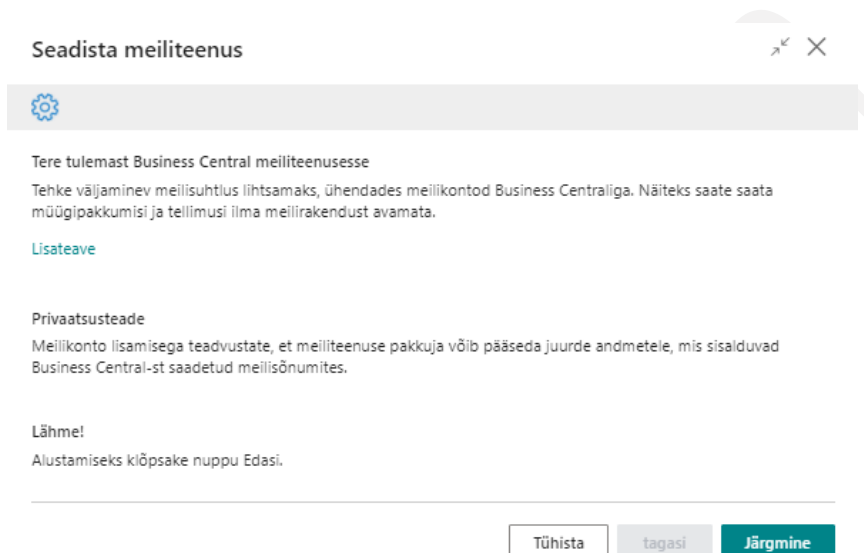 Seadista meiliteenus
Tere tulemast Business Central meiliteenusesse
Tehke väljaminev meilisuhtlus lihtsamaks, ühendades meilikontod Business Centraliga. Näiteks saate saata
müügipakkumisi ja tellimusi ilma meilirakendust avamata.
Lisateave
Privaatsusteade
Meilikonto lisamisega teadvustate, et meiliteenuse pakkuja võib pääseda juurde andmetele, mis sisalduvad
Business Central-st saadetud meilisõnumites.
Lähme!
Alustamiseks klõpsake nuppu Edasi.
Tühista tagasi Järgmine